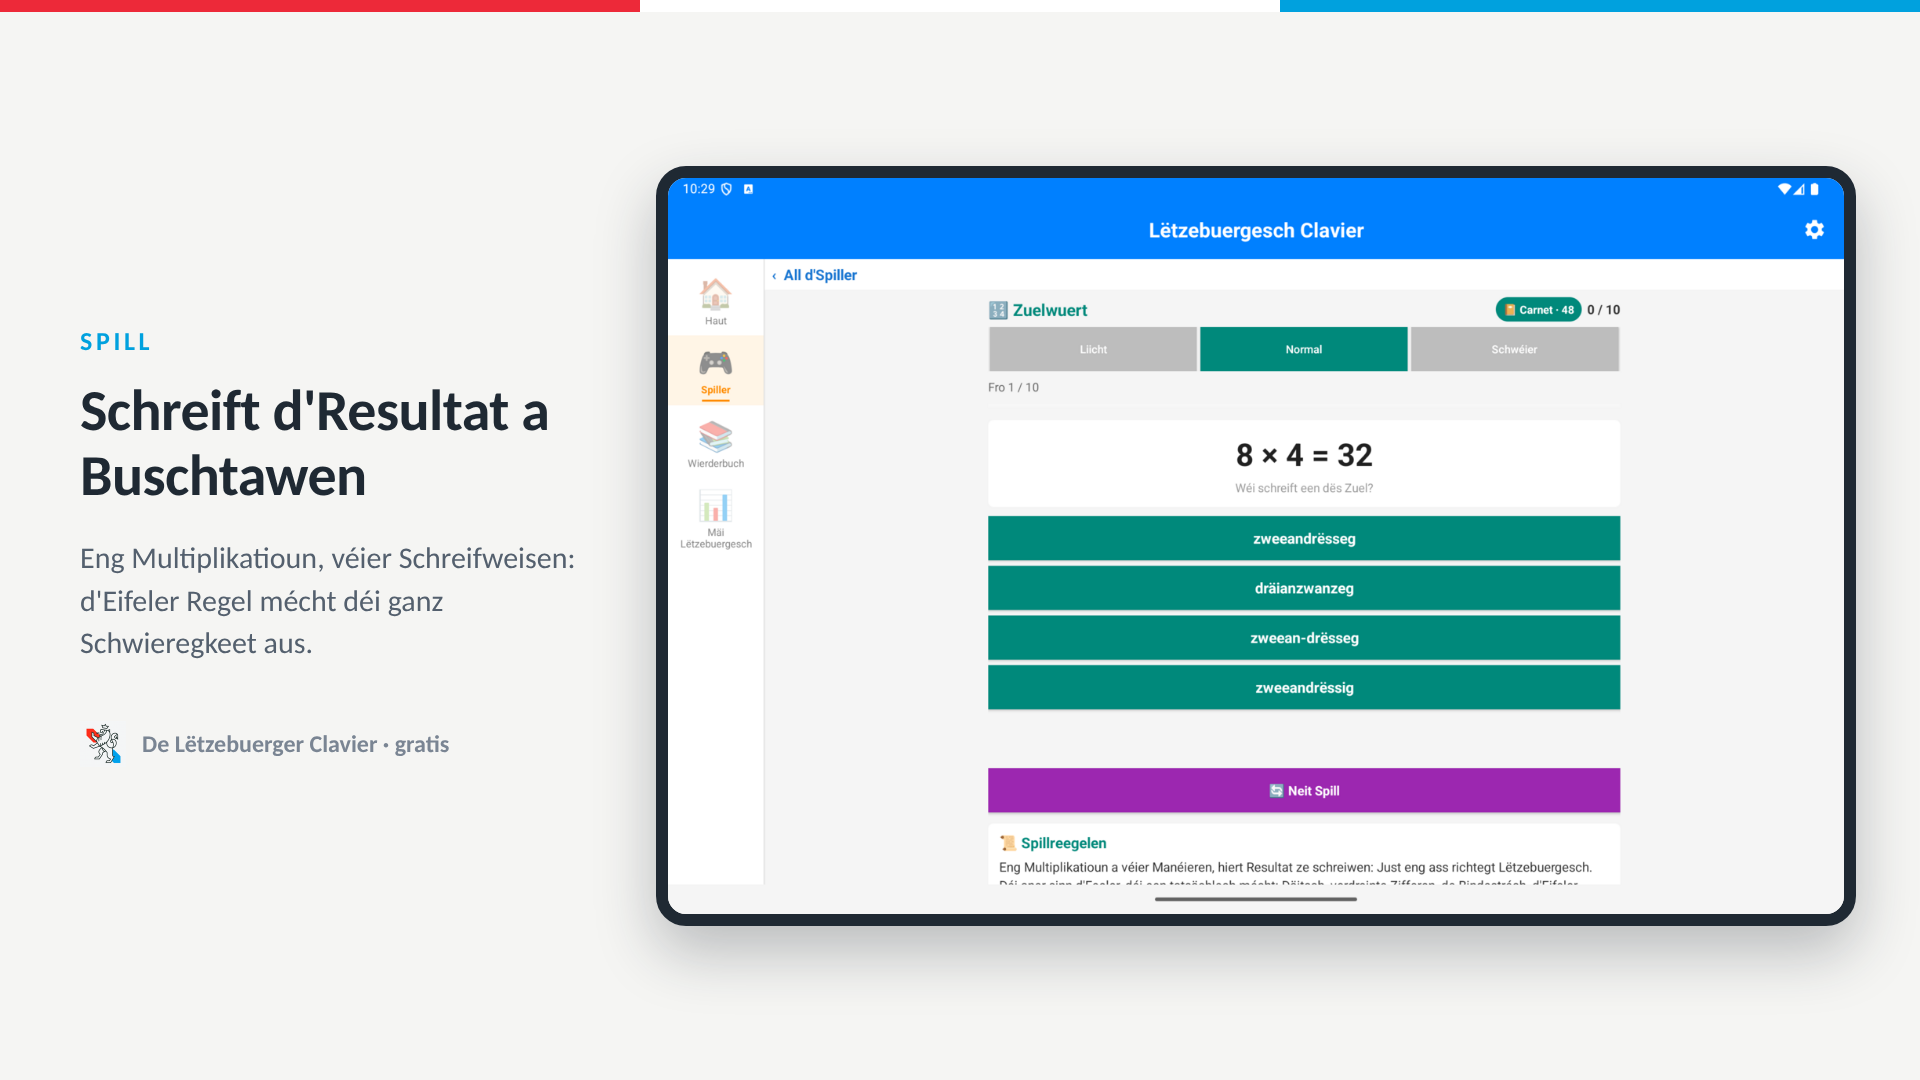 SPILL
Schreift d'Resultat a
Buschtawen
Eng Multiplikatioun, véier Schreifweisen:
d'Eifeler Regel mécht déi ganz
Schwieregkeet aus.
De Lëtzebuerger Clavier · gratis
10:29
Lëtzebuergesch Clavier
Haut
Spiller
Wierderbuch
Mäi
Lëtzebuergesch
‹ All d'Spiller
Zuelwuert
Carnet · 48
0 / 10
Liicht
Normal
Schwéier
Fro 1 / 10
8 × 4 = 32
Wéi schreift een dës Zuel?
zweeandrësseg
dräianzwanzeg
zweean-drësseg
zweeandrëssig
Neit Spill
Spillreegelen
Eng Multiplikatioun a véier Manéieren, hiert Resultat ze schreiwen: Just eng ass richtegt Lëtzebuergesch.